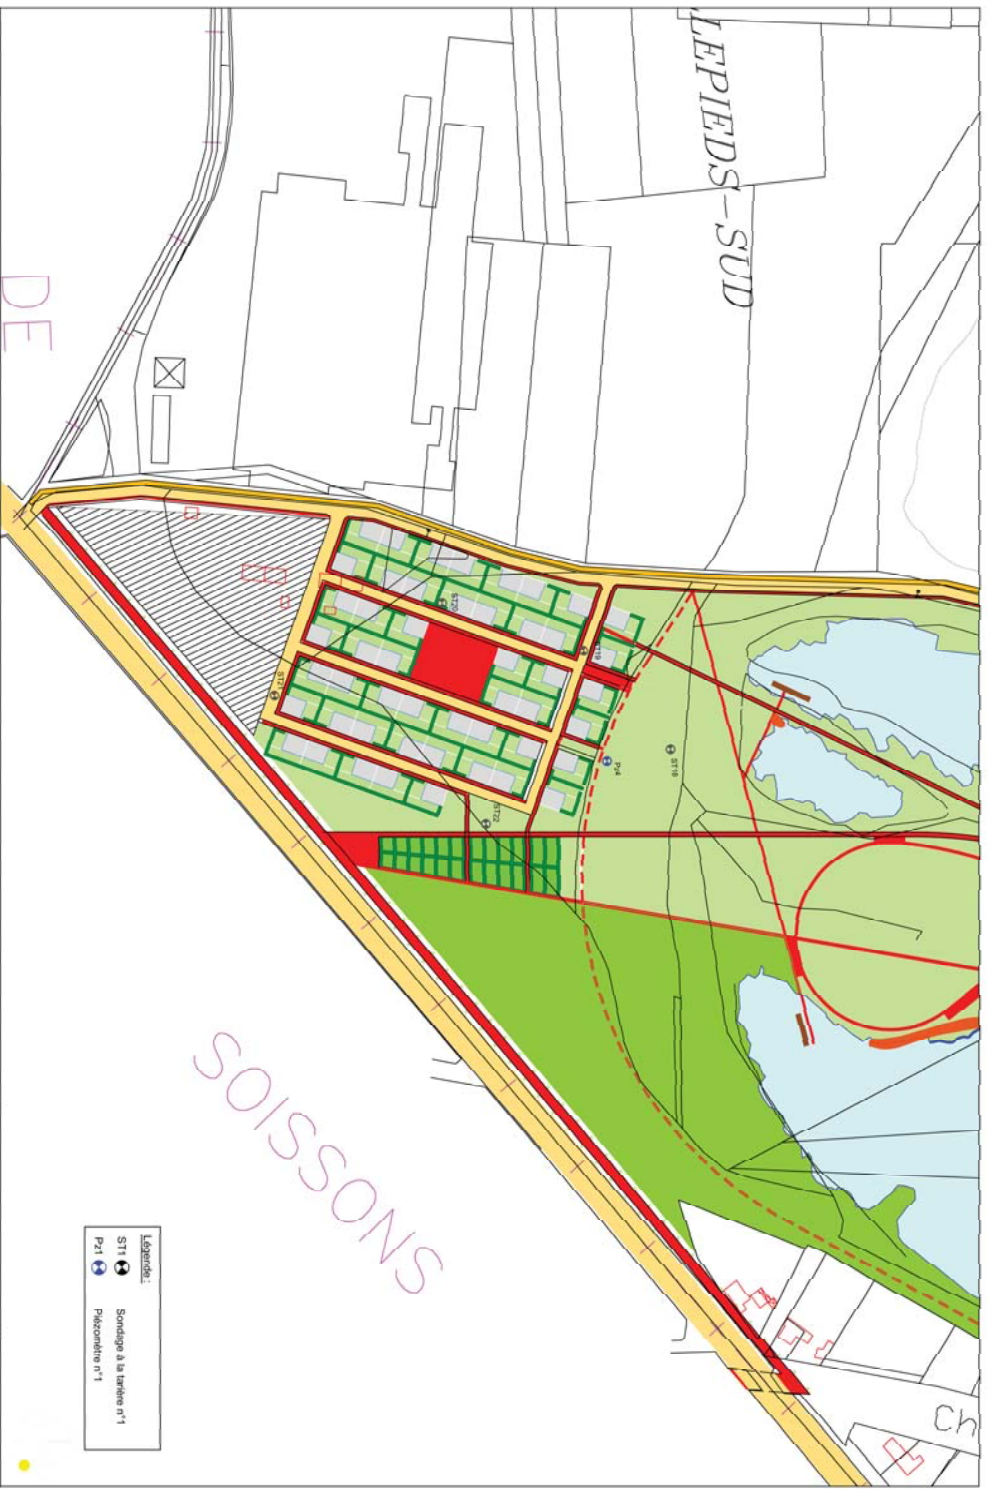 LEPIEDS-SUD
DE
SOISSONS
Ch
ST20
ST19
ST21
ST22
ST18
Pz4
Légende :
ST1 Sondage à la tarière n°1
Pz1 Piézomètre n°1